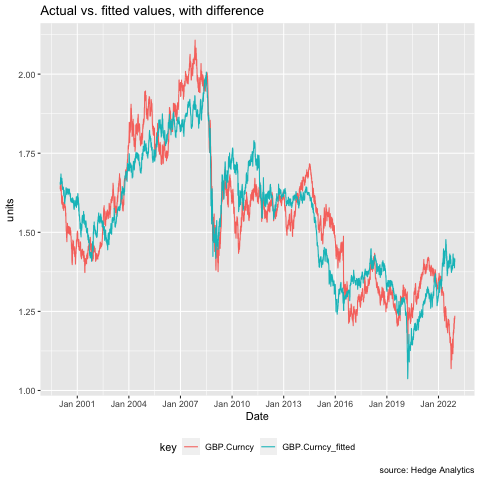 Actual vs. fitted values, with difference
units
2.00
1.75
1.50
1.25
1.00
Jan 2001 Jan 2004 Jan 2007 Jan 2010 Jan 2013 Jan 2016 Jan 2019 Jan 2022
Date
key GBP.Curncy GBP.Curncy_fitted
source: Hedge Analytics